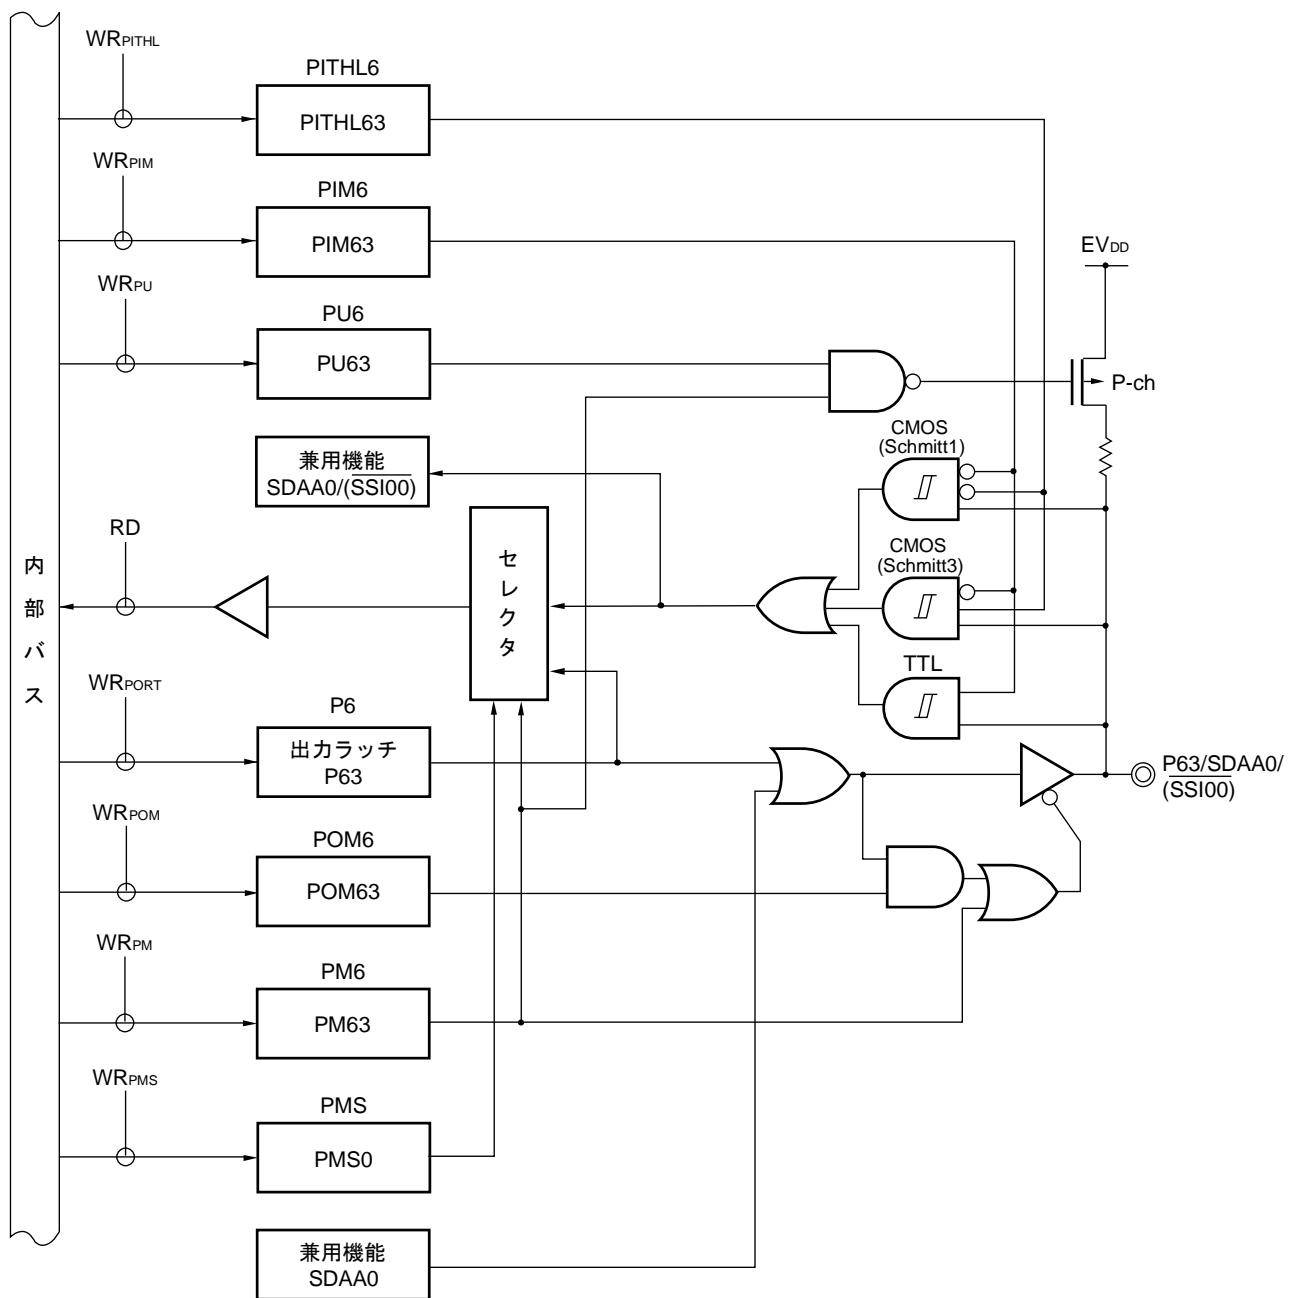 WRPITHL
PITHL6
PITHL63
WRPIM
PIM6
PIM63
EVDD
WRPU
PU6
PU63
P-ch
兼用機能
SDAA0/(SSI00)
CMOS
(Schmitt1)
RD
セレクタ
CMOS
(Schmitt3)
内部バス
TTL
WRPORT
P6
出力ラッチ
P63
P63/SDAA0/
(SSI00)
WRPOM
POM6
POM63
WRPM
PM6
PM63
WRPMS
PMS
PMS0
兼用機能
SDAA0